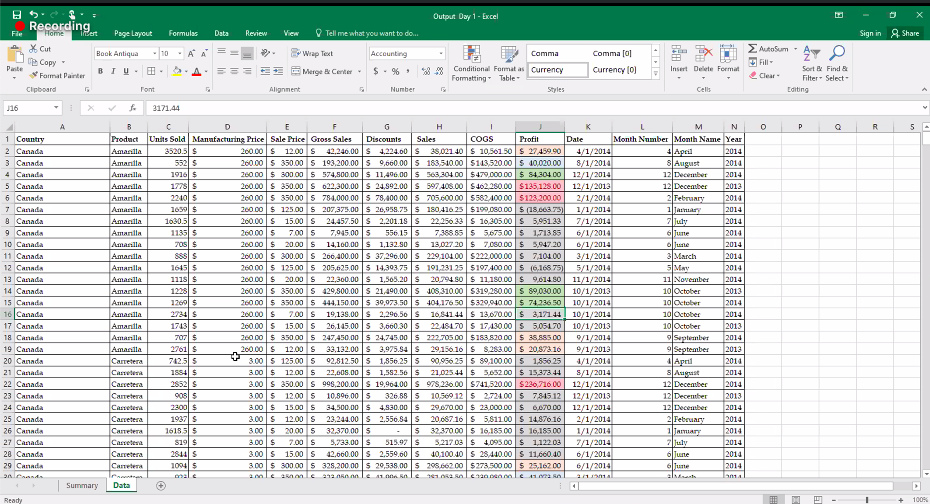 Output: Day 1 - Excel
Recording
File Home Insert Page Layout Formulas Data Review View Tell me what you want to do... Sign in Share
Paste Cut Copy Format Painter Clipboard
Book Antiqua 10 Font
Wrap Text Merge & Center Alignment
Accounting Number
Conditional Formatting Format as Table Comma Comma [0] Currency Currency [0] Styles
Insert Delete Format Cells
AutoSum Fill Clear Sort & Filter Find & Select Editing
J16 3171.44
A B C D E F G H I J K L M N O P Q R S
1 Country Product Units Sold Manufacturing Price Sale Price Gross Sales Discounts Sales COGS Profit Date Month Number Month Name Year
2 Canada Amarilla 3520.5 $ 260.00 $ 12.00 $ 42,246.00 $ 4,224.60 $ 38,021.40 $ 10,561.50 $ 27,459.90 4/1/2014 4 April 2014
3 Canada Amarilla 552 $ 260.00 $ 350.00 $ 193,200.00 $ 9,660.00 $ 183,540.00 $143,520.00 $ 40,020.00 8/1/2014 8 August 2014
4 Canada Amarilla 1916 $ 260.00 $ 300.00 $ 574,800.00 $ 11,496.00 $ 563,304.00 $479,000.00 $ 84,304.00 12/1/2014 12 December 2014
5 Canada Amarilla 1778 $ 260.00 $ 350.00 $ 622,300.00 $ 24,892.00 $ 597,408.00 $462,280.00 $135,128.00 12/1/2013 12 December 2013
6 Canada Amarilla 2240 $ 260.00 $ 350.00 $ 784,000.00 $ 78,400.00 $ 705,600.00 $582,400.00 $123,200.00 2/1/2014 2 February 2014
7 Canada Amarilla 1659 $ 260.00 $ 125.00 $ 207,375.00 $ 26,958.75 $ 180,416.25 $199,080.00 $ (18,663.75) 1/1/2014 1 January 2014
8 Canada Amarilla 1630.5 $ 260.00 $ 15.00 $ 24,457.50 $ 2,201.18 $ 22,256.33 $ 16,305.00 $ 5,951.33 7/1/2014 7 July 2014
9 Canada Amarilla 1135 $ 260.00 $ 7.00 $ 7,945.00 $ 556.15 $ 7,388.85 $ 5,675.00 $ 1,713.85 6/1/2014 6 June 2014
10 Canada Amarilla 708 $ 260.00 $ 20.00 $ 14,160.00 $ 1,132.80 $ 13,027.20 $ 7,080.00 $ 5,947.20 6/1/2014 6 June 2014
11 Canada Amarilla 888 $ 260.00 $ 300.00 $ 266,400.00 $ 37,296.00 $ 229,104.00 $222,000.00 $ 7,104.00 3/1/2014 3 March 2014
12 Canada Amarilla 1645 $ 260.00 $ 125.00 $ 205,625.00 $ 14,393.75 $ 191,231.25 $197,400.00 $ (6,168.75) 5/1/2014 5 May 2014
13 Canada Amarilla 1118 $ 260.00 $ 20.00 $ 22,360.00 $ 1,565.20 $ 20,794.80 $ 11,180.00 $ 9,614.80 11/1/2014 11 November 2014
14 Canada Amarilla 1228 $ 260.00 $ 350.00 $ 429,800.00 $ 21,490.00 $ 408,310.00 $319,280.00 $ 89,030.00 10/1/2013 10 October 2013
15 Canada Amarilla 1269 $ 260.00 $ 350.00 $ 444,150.00 $ 39,973.50 $ 404,176.50 $329,940.00 $ 74,236.50 10/1/2014 10 October 2014
16 Canada Amarilla 2734 $ 260.00 $ 7.00 $ 19,138.00 $ 2,296.56 $ 16,841.44 $ 13,670.00 $ 3,171.44 10/1/2014 10 October 2014
17 Canada Amarilla 1743 $ 260.00 $ 15.00 $ 26,145.00 $ 3,660.30 $ 22,484.70 $ 17,430.00 $ 5,054.70 10/1/2013 10 October 2013
18 Canada Amarilla 707 $ 260.00 $ 350.00 $ 247,450.00 $ 24,745.00 $ 222,705.00 $183,820.00 $ 38,885.00 9/1/2014 9 September 2014
19 Canada Amarilla 2761 $ 260.00 $ 12.00 $ 33,132.00 $ 3,975.84 $ 29,156.16 $ 8,283.00 $ 20,873.16 9/1/2013 9 September 2013
20 Canada Carretera 742.5 $ 3.00 $ 125.00 $ 92,812.50 $ 1,856.25 $ 90,956.25 $ 89,100.00 $ 1,856.25 4/1/2014 4 April 2014
21 Canada Carretera 1884 $ 3.00 $ 12.00 $ 22,608.00 $ 1,582.56 $ 21,025.44 $ 5,652.00 $ 15,373.44 8/1/2014 8 August 2014
22 Canada Carretera 2852 $ 3.00 $ 350.00 $ 998,200.00 $ 19,964.00 $ 978,236.00 $741,520.00 $236,716.00 12/1/2014 12 December 2014
23 Canada Carretera 908 $ 3.00 $ 12.00 $ 10,896.00 $ 326.88 $ 10,569.12 $ 2,724.00 $ 7,845.12 12/1/2013 12 December 2013
24 Canada Carretera 2300 $ 3.00 $ 15.00 $ 34,500.00 $ 4,830.00 $ 29,670.00 $ 23,000.00 $ 6,670.00 12/1/2014 12 December 2014
25 Canada Carretera 1937 $ 3.00 $ 12.00 $ 23,244.00 $ 2,556.84 $ 20,687.16 $ 5,811.00 $ 14,876.16 2/1/2014 2 February 2014
26 Canada Carretera 1618.5 $ 3.00 $ 20.00 $ 32,370.00 $ - $ 32,370.00 $ 16,185.00 $ 16,185.00 1/1/2014 1 January 2014
27 Canada Carretera 819 $ 3.00 $ 7.00 $ 5,733.00 $ 515.97 $ 5,217.03 $ 4,095.00 $ 1,122.03 7/1/2014 7 July 2014
28 Canada Carretera 2844 $ 3.00 $ 15.00 $ 42,660.00 $ 2,559.60 $ 40,100.40 $ 28,440.00 $ 11,660.40 6/1/2014 6 June 2014
29 Canada Carretera 1094 $ 3.00 $ 300.00 $ 328,200.00 $ 29,538.00 $ 298,662.00 $273,500.00 $ 25,162.00 6/1/2014 6 June 2014
Summary Data
Ready 100%